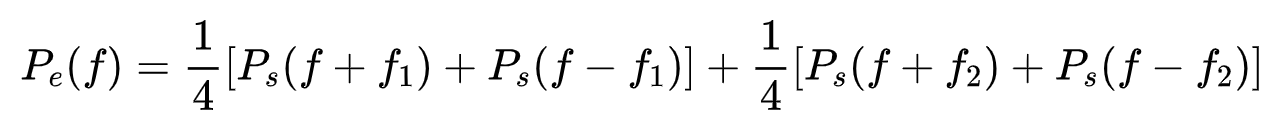 $P_e(f) = \frac{1}{4}[P_s(f + f_1) + P_s(f - f_1)] + \frac{1}{4}[P_s(f + f_2) + P_s(f - f_2)]$